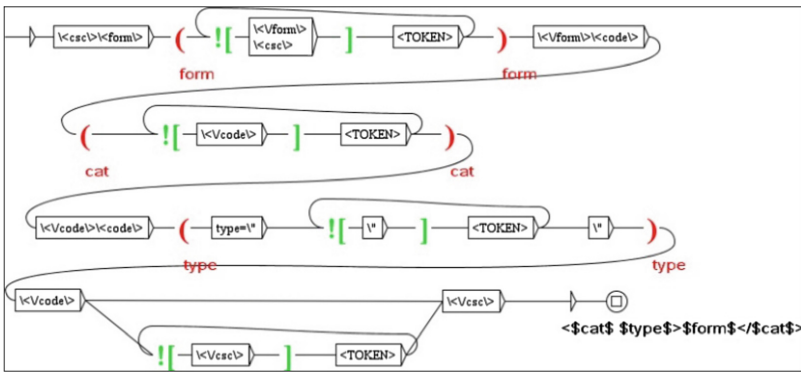 \<csc\>\<form\> ( ![ \<\/form\> ] <TOKEN> ) \<\/form\>\<code\>
\<csc\>
form form
( ![ \<\/code\> ] <TOKEN> )
cat cat
\<\/code\>\<code\> ( type=\" ![ \" ] <TOKEN> \" )
type type
\<\/code\> \<\/csc\>
<$cat$ $type$>$form$</$cat$>
![ \<\/csc\> ] <TOKEN>